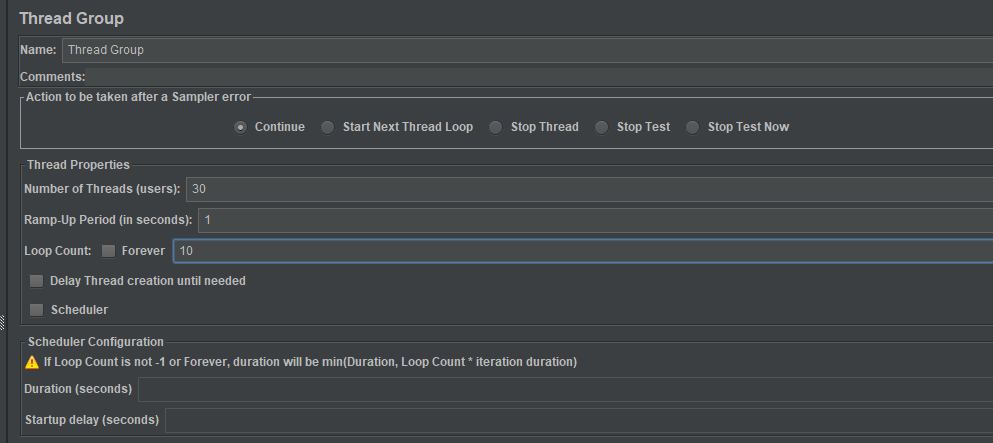 Thread Group
Name: Thread Group
Comments:
Action to be taken after a Sampler error
Continue Start Next Thread Loop Stop Thread Stop Test Stop Test Now
Thread Properties
Number of Threads (users): 30
Ramp-Up Period (in seconds): 1
Loop Count: Forever 10
Delay Thread creation until needed
Scheduler
Scheduler Configuration
If Loop Count is not -1 or Forever, duration will be min(Duration, Loop Count * iteration duration)
Duration (seconds)
Startup delay (seconds)